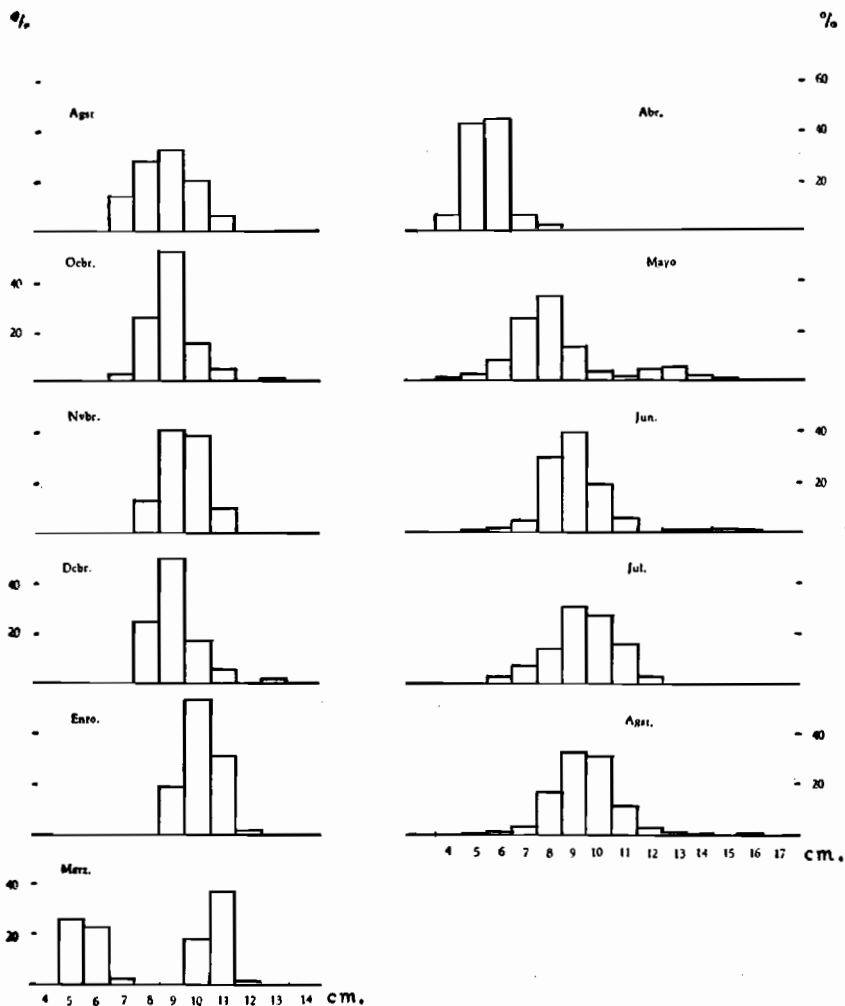 %
%
60
Agst
Abr.
40
20
Ocbr.
Mayo
40
20
Nvbr.
Jun.
40
20
Dcbr.
Jul.
40
20
Enro.
Agst.
40
20
4 5 6 7 8 9 10 11 12 13 14 15 16 17 cm.
Merz.
40
20
4 5 6 7 8 9 10 11 12 13 14 cm.